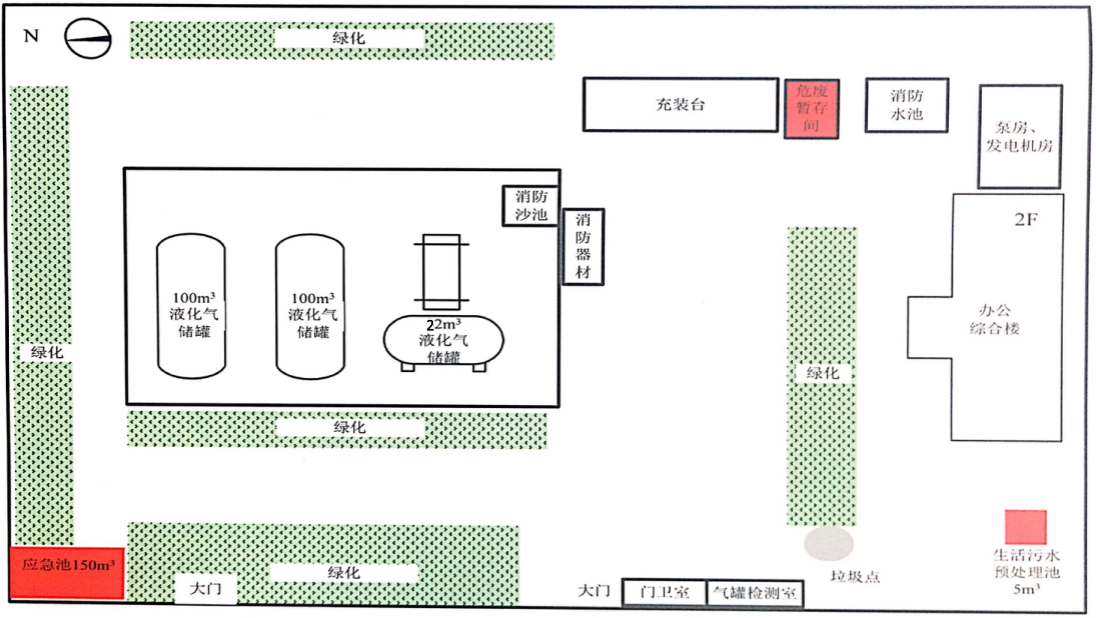 N
绿化
充装台
危废
暂存
间
消防
水池
泵房、
发电机房
消防
沙池
消
防
器
材
2F
100m³
液化气
储罐
100m³
液化气
储罐
22m³
液化气
储罐
办公
综合楼
绿化
绿化
绿化
应急池150m³
大门
绿化
大门
门卫室
气罐检测室
垃圾点
生活污水
预处理池
5m³